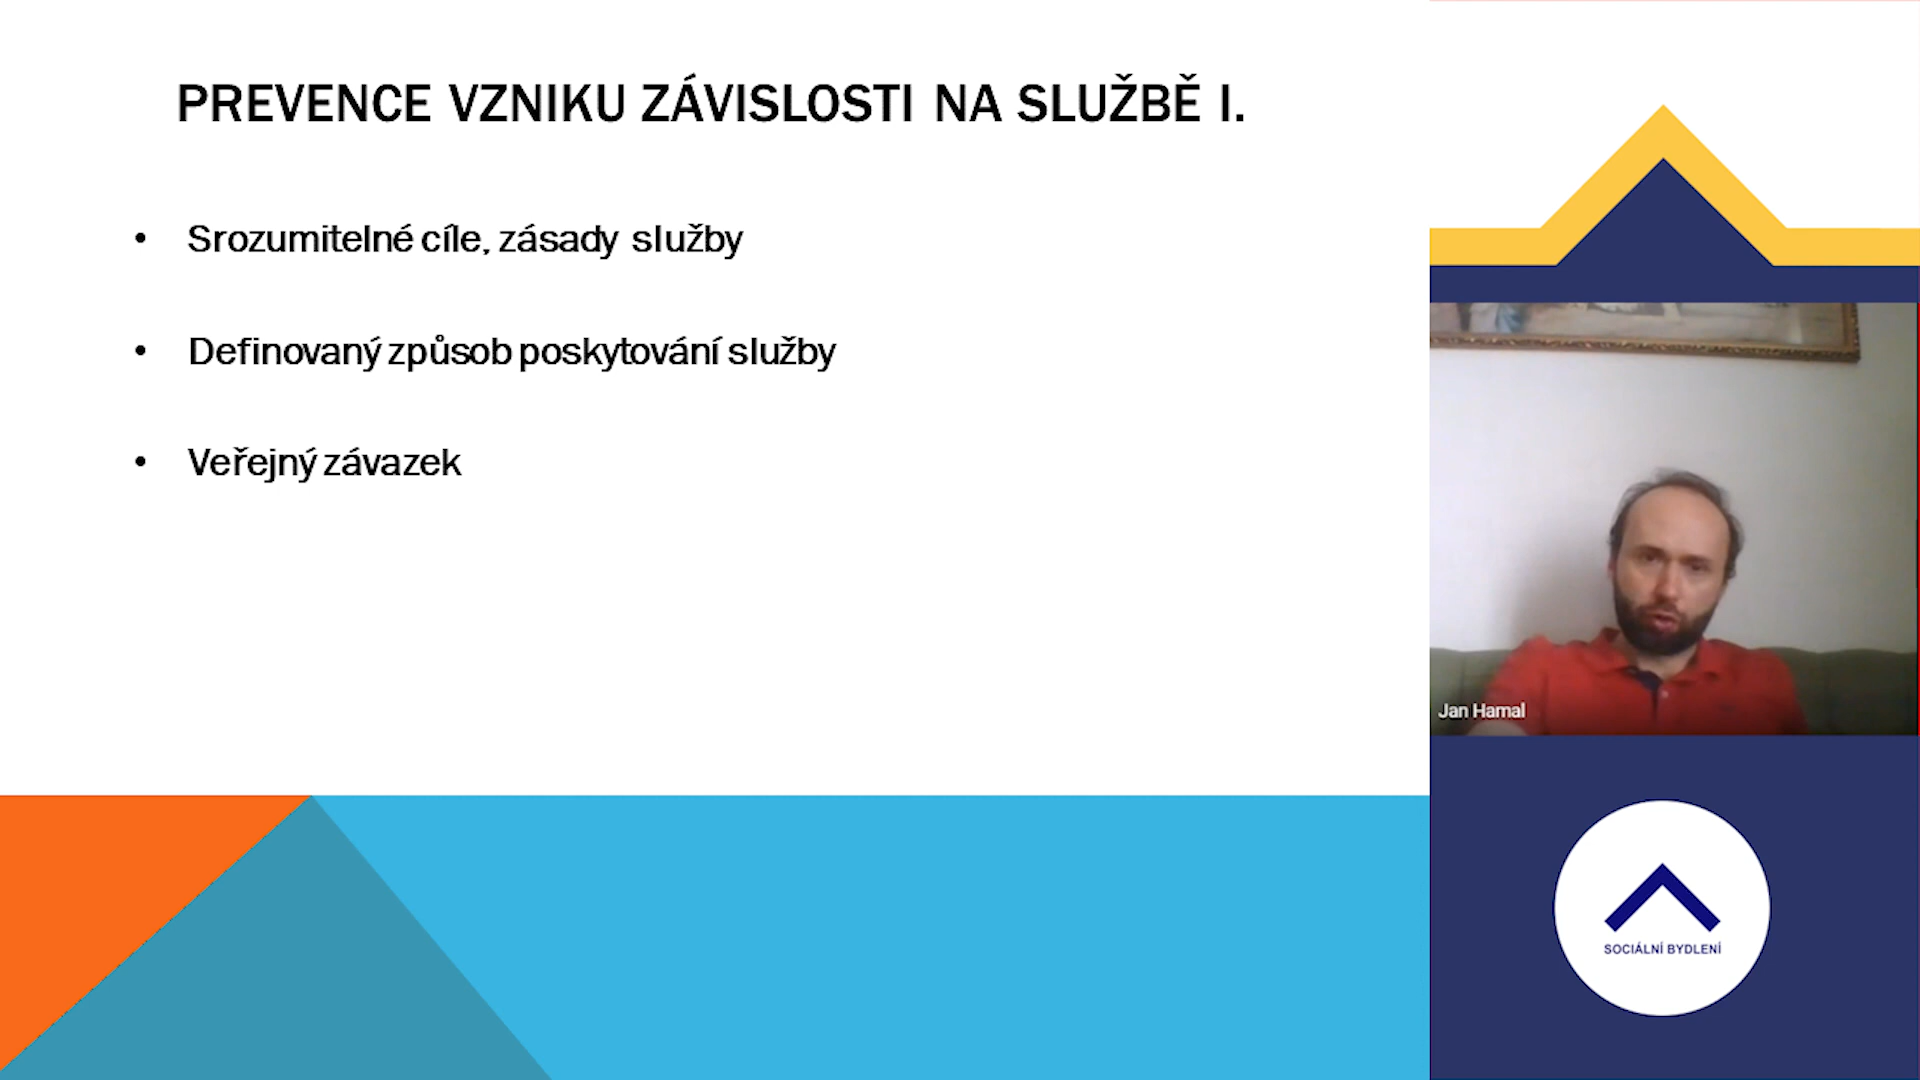 PREVENCE VZNIKU ZÁVISLOSTI NA SLUŽBĚ I.
• Srozumitelné cíle, zásady služby
• Definovaný způsob poskytování služby
• Veřejný závazek
Jan Hamal
SOCIÁLNÍ BYDLENÍ